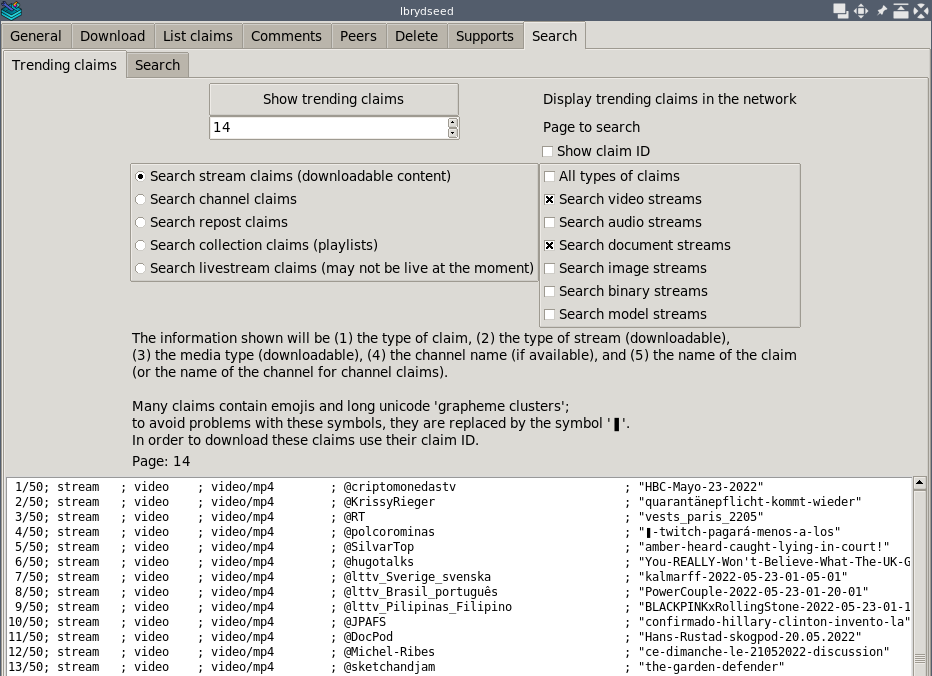 lbrydseed
General Download List claims Comments Peers Delete Supports Search
Trending claims Search
Show trending claims Display trending claims in the network
14 Page to search
Show claim ID
Search stream claims (downloadable content) All types of claims
Search channel claims Search video streams
Search repost claims Search audio streams
Search collection claims (playlists) Search document streams
Search livestream claims (may not be live at the moment) Search image streams
Search binary streams
Search model streams
The information shown will be (1) the type of claim, (2) the type of stream (downloadable),
(3) the media type (downloadable), (4) the channel name (if available), and (5) the name of the claim
(or the name of the channel for channel claims).
Many claims contain emojis and long unicode 'grapheme clusters';
to avoid problems with these symbols, they are replaced by the symbol '❚'.
In order to download these claims use their claim ID.
Page: 14
1/50; stream ; video ; video/mp4 ; @criptomonedastv ; "HBC-Mayo-23-2022"
2/50; stream ; video ; video/mp4 ; @KrissyRieger ; "quarantänepflicht-kommt-wieder"
3/50; stream ; video ; video/mp4 ; @RT ; "vests_paris_2205"
4/50; stream ; video ; video/mp4 ; @polcorominas ; "❚-twitch-pagará-menos-a-los"
5/50; stream ; video ; video/mp4 ; @SilvarTop ; "amber-heard-caught-lying-in-court!"
6/50; stream ; video ; video/mp4 ; @hugotalks ; "You-REALLY-Won't-Believe-What-The-UK-G
7/50; stream ; video ; video/mp4 ; @lttv_Sverige_svenska ; "kalmarff-2022-05-23-01-05-01"
8/50; stream ; video ; video/mp4 ; @lttv_Brasil_português ; "PowerCouple-2022-05-23-01-20-01"
9/50; stream ; video ; video/mp4 ; @lttv_Pilipinas_Filipino ; "BLACKPINKxRollingStone-2022-05-23-01-1
10/50; stream ; video ; video/mp4 ; @JPAFS ; "confirmado-hillary-clinton-invento-la"
11/50; stream ; video ; video/mp4 ; @DocPod ; "Hans-Rustad-skogpod-20.05.2022"
12/50; stream ; video ; video/mp4 ; @Michel-Ribes ; "ce-dimanche-le-21052022-discussion"
13/50; stream ; video ; video/mp4 ; @sketchandjam ; "the-garden-defender"